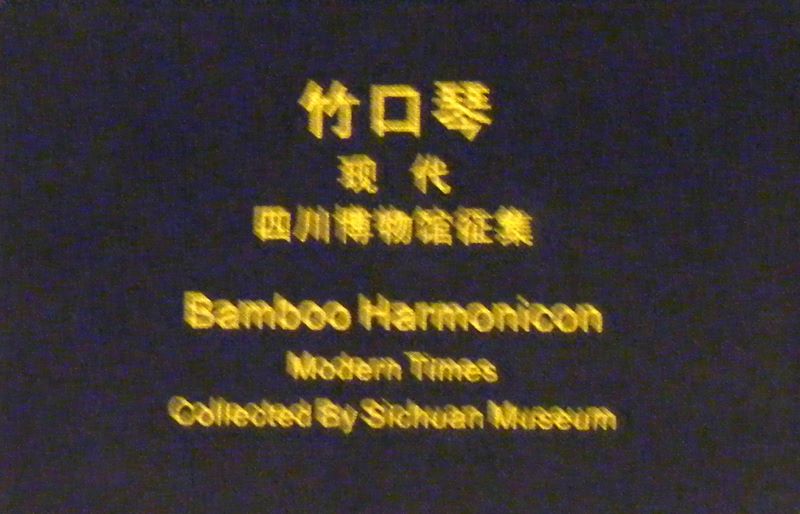 竹口琴
现 代
四川博物馆征集
Bamboo Harmonicon
Modern Times
Collected By Sichuan Museum